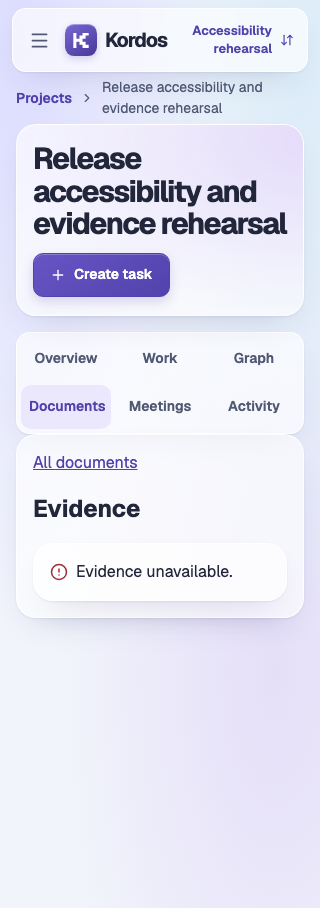 Kordos
Accessibility
rehearsal
Projects
Release accessibility and
evidence rehearsal
Release
accessibility and
evidence rehearsal
Create task
Overview
Work
Graph
Documents
Meetings
Activity
All documents
Evidence
Evidence unavailable.